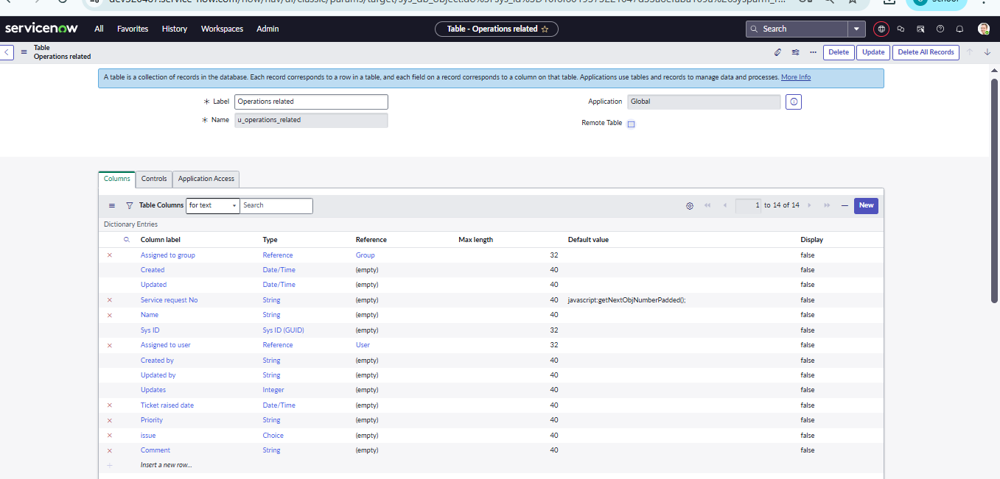 servicenow All Favorites History Workspaces Admin Table - Operations related Search
Table
Operations related
Delete Update Delete All Records
A table is a collection of records in the database. Each record corresponds to a row in a table, and each field on a record corresponds to a column on that table. Applications use tables and records to manage data and processes. More Info
Label Operations related Application Global
Name u_operations_related Remote Table
Columns Controls Application Access
Table Columns for text Search 1 to 14 of 14 New
Dictionary Entries
Column label Type Reference Max length Default value Display
Assigned to group Reference Group 32 false
Created Date/Time (empty) 40 false
Updated Date/Time (empty) 40 false
Service request No String (empty) 40 javascript:getNextObjNumberPadded(); false
Name String (empty) 40 false
Sys ID Sys ID (GUID) (empty) 32 false
Assigned to user Reference User 32 false
Created by String (empty) 40 false
Updated by String (empty) 40 false
Updates Integer (empty) 40 false
Ticket raised date Date/Time (empty) 40 false
Priority String (empty) 40 false
issue Choice (empty) 40 false
Comment String (empty) 40 false
Insert a new row...